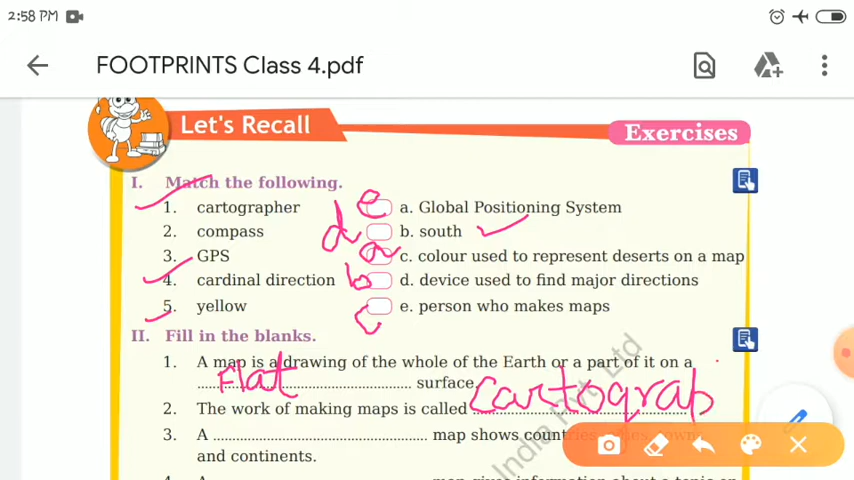 2:58 PM
FOOTPRINTS Class 4.pdf
Let's Recall
Exercises
I. Match the following.
1. cartographer e a. Global Positioning System
2. compass d b. south
3. GPS a c. colour used to represent deserts on a map
4. cardinal direction b d. device used to find major directions
5. yellow c e. person who makes maps
II. Fill in the blanks.
1. A map is a drawing of the whole of the Earth or a part of it on a
Flat surface.
2. The work of making maps is called cartograp
3. A ........................................ map shows countries
and continents.
India Pvt Ltd